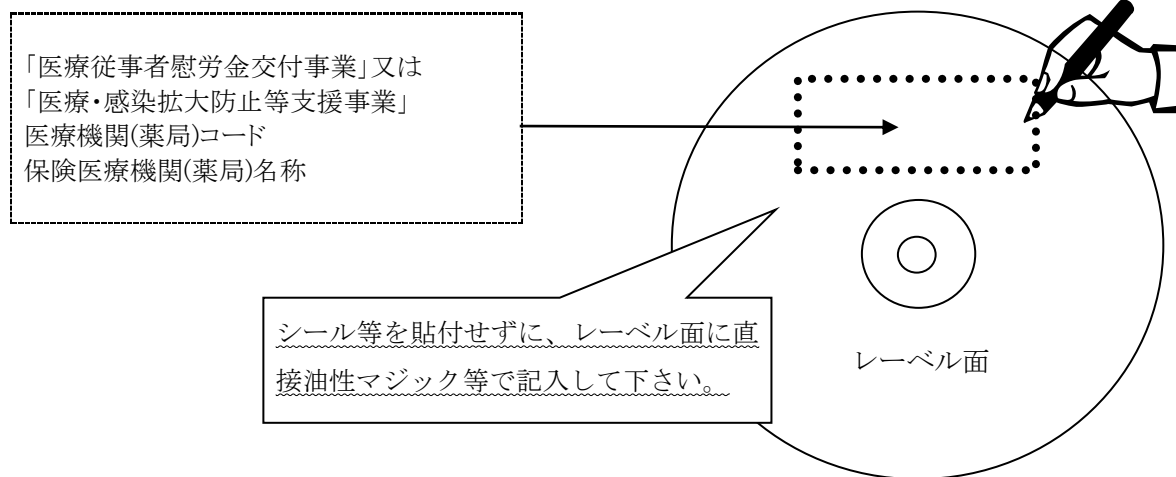 「医療従事者慰労金交付事業」又は
「医療・感染拡大防止等支援事業」
医療機関(薬局)コード
保険医療機関(薬局)名称
シール等を貼付せずに、レーベル面に直
接油性マジック等で記入して下さい。
レーベル面